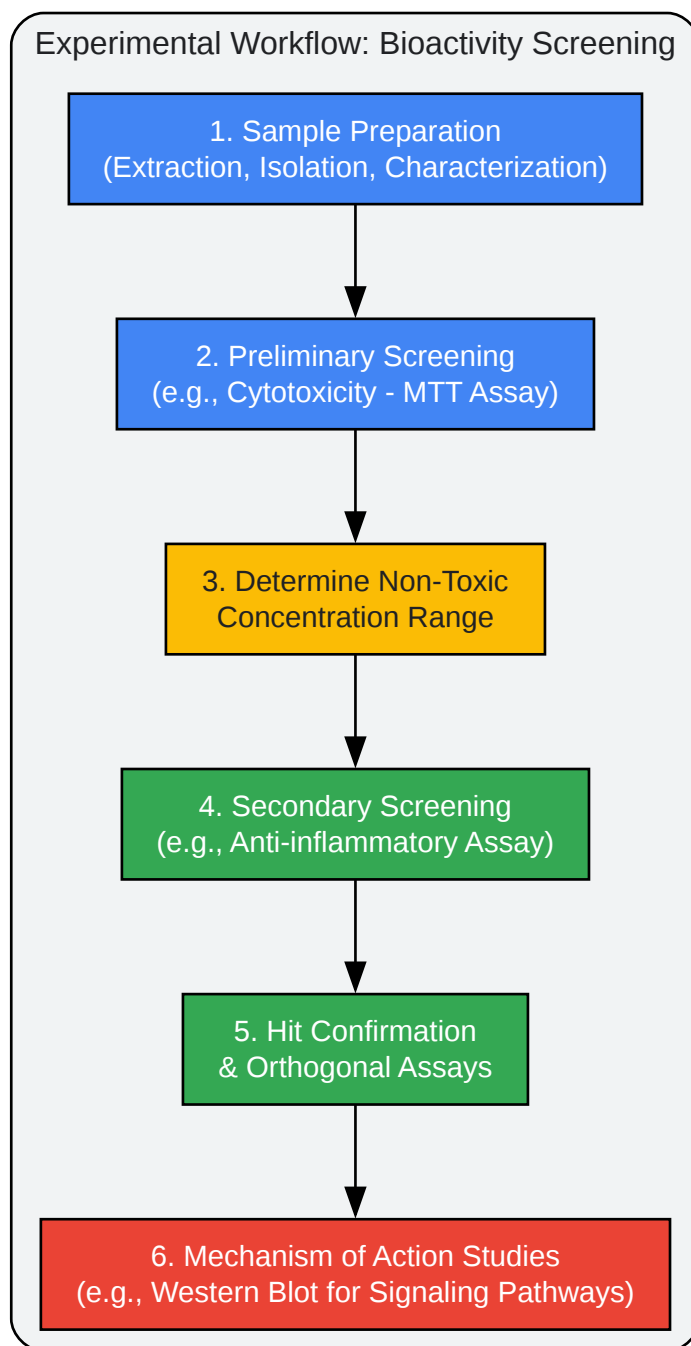 Experimental Workflow: Bioactivity Screening
1. Sample Preparation
(Extraction, Isolation, Characterization)
2. Preliminary Screening
(e.g., Cytotoxicity - MTT Assay)
3. Determine Non-Toxic
Concentration Range
4. Secondary Screening
(e.g., Anti-inflammatory Assay)
5. Hit Confirmation
& Orthogonal Assays
6. Mechanism of Action Studies
(e.g., Western Blot for Signaling Pathways)